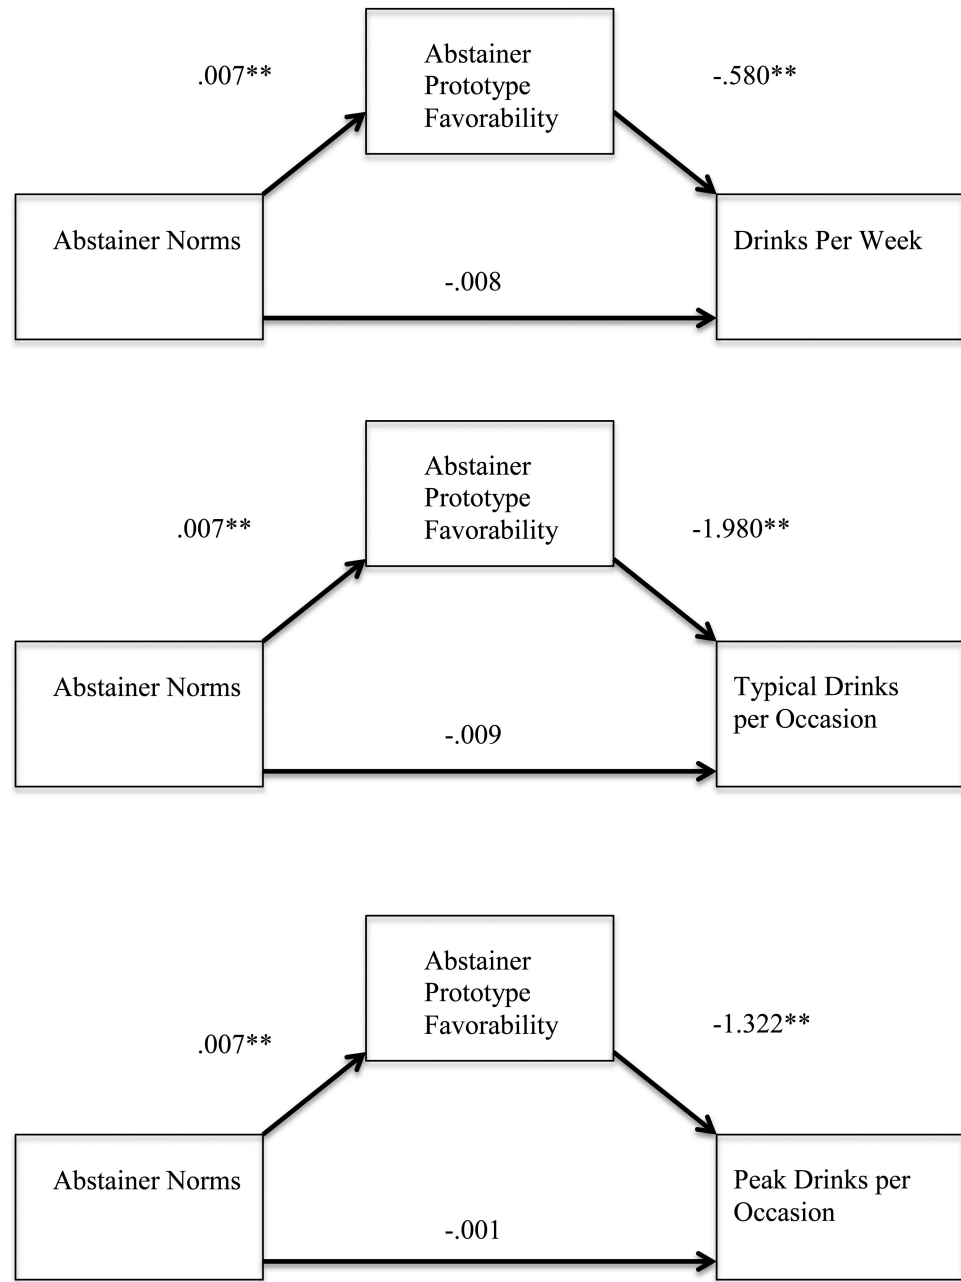 Abstainer
Prototype
Favorability
.007**
-.580**
Abstainer Norms
Drinks Per Week
-.008
Abstainer
Prototype
Favorability
.007**
-1.980**
Abstainer Norms
Typical Drinks
per Occasion
-.009
Abstainer
Prototype
Favorability
.007**
-1.322**
Abstainer Norms
Peak Drinks per
Occasion
-.001